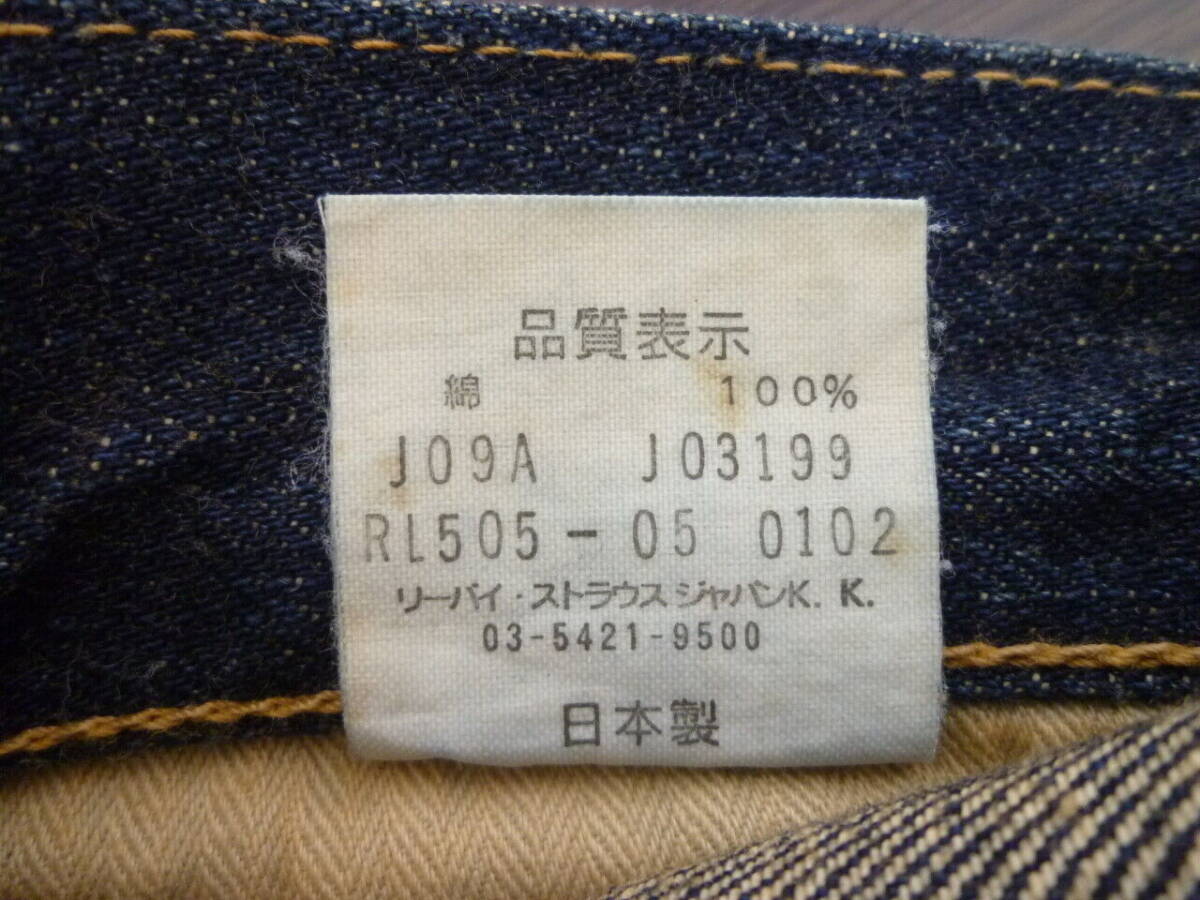 品質表示
綿 100%
J09A J03199
RL505-05 0102
リーバイ・ストラウスジャパンK.K.
03-5421-9500
日本製